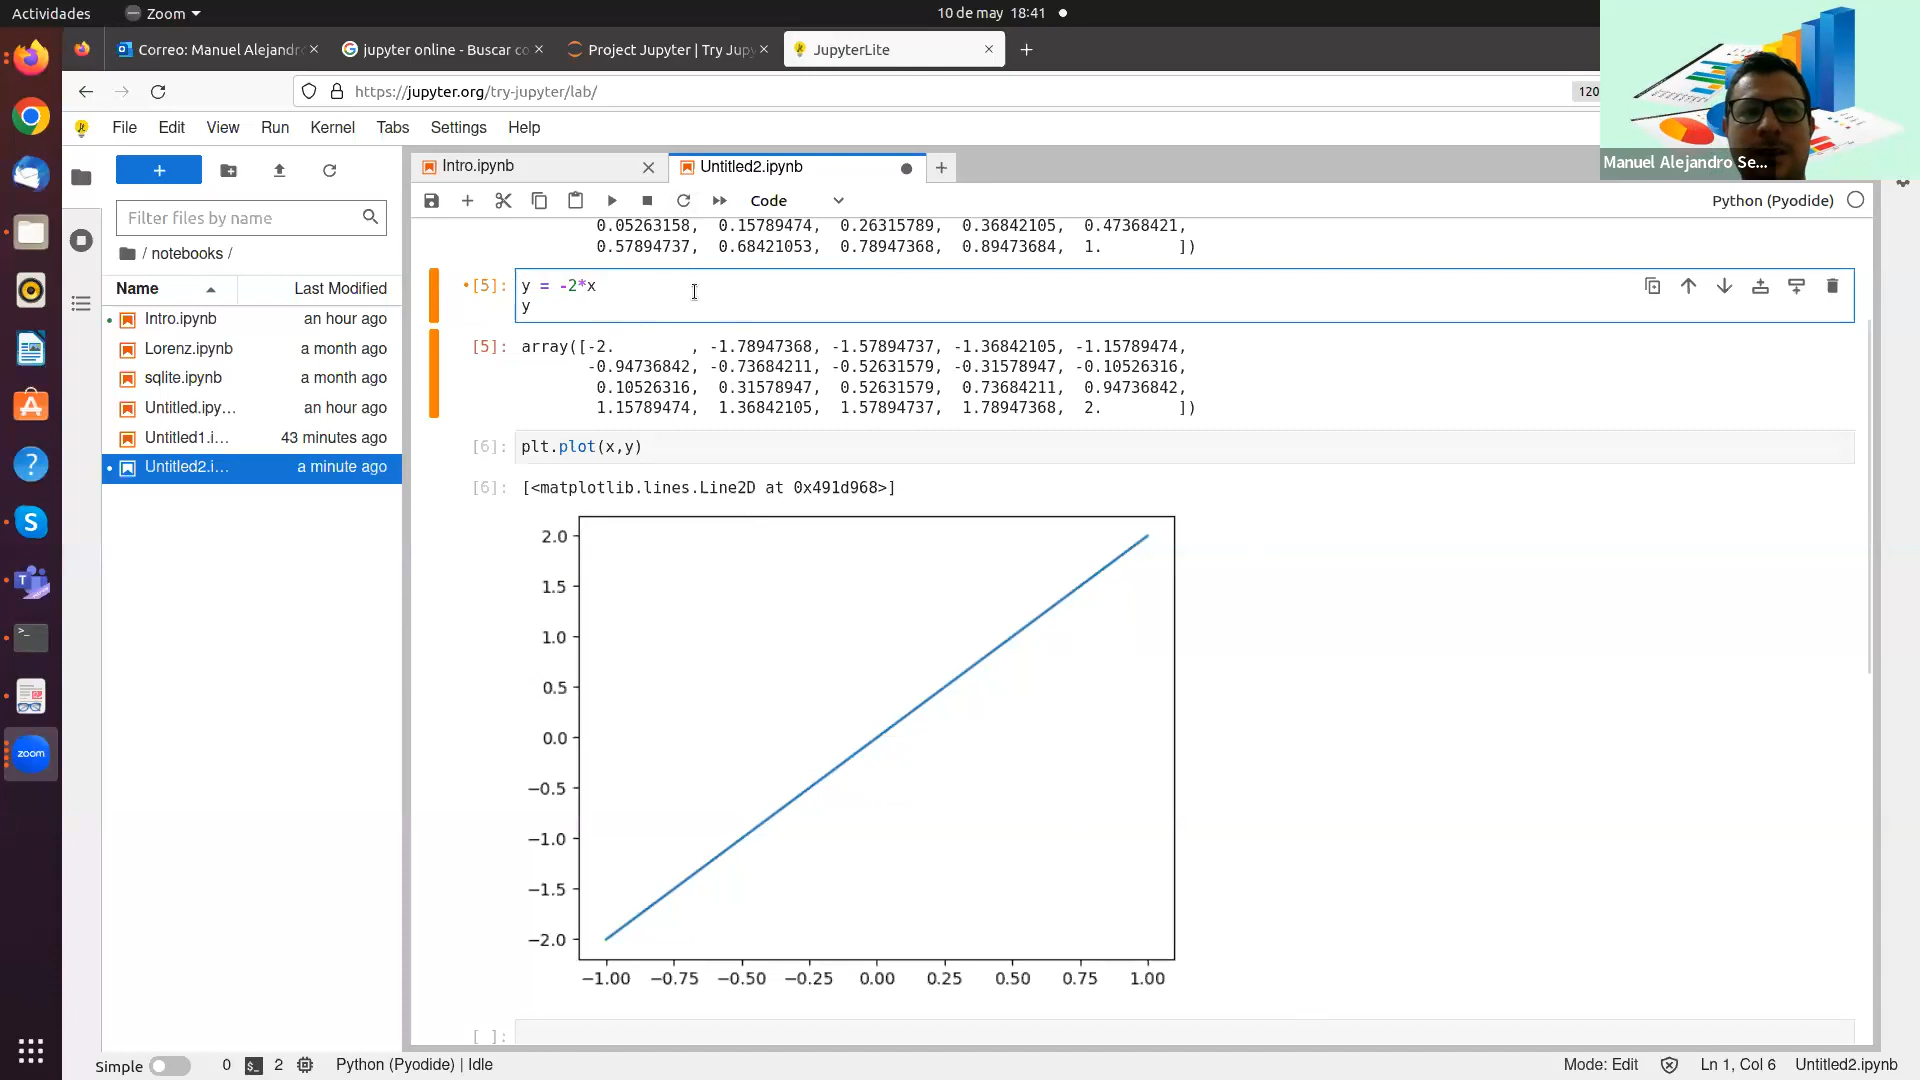 Actividades
Zoom
10 de may 18:41
Correo: Manuel Alejandr
jupyter online - Buscar co
Project Jupyter | Try Jup
JupyterLite
https://jupyter.org/try-jupyter/lab/
120
Manuel Alejandro Se...
File Edit View Run Kernel Tabs Settings Help
Intro.ipynb
Untitled2.ipynb
Code
Python (Pyodide)
Filter files by name
/ notebooks /
Name Last Modified
Intro.ipynb an hour ago
Lorenz.ipynb a month ago
sqlite.ipynb a month ago
Untitled.ipy... an hour ago
Untitled1.i... 43 minutes ago
Untitled2.i... a minute ago
0.05263158, 0.15789474, 0.26315789, 0.36842105, 0.47368421,
0.57894737, 0.68421053, 0.78947368, 0.89473684, 1. ])
[5]: y = -2*x
y
[5]: array([-2. , -1.78947368, -1.57894737, -1.36842105, -1.15789474,
-0.94736842, -0.73684211, -0.52631579, -0.31578947, -0.10526316,
0.10526316, 0.31578947, 0.52631579, 0.73684211, 0.94736842,
1.15789474, 1.36842105, 1.57894737, 1.78947368, 2. ])
[6]: plt.plot(x,y)
[6]: [<matplotlib.lines.Line2D at 0x491d968>]
2.0
1.5
1.0
0.5
0.0
−0.5
−1.0
−1.5
−2.0
−1.00 −0.75 −0.50 −0.25 0.00 0.25 0.50 0.75 1.00
[ ]:
zoom
Simple 0 2 Python (Pyodide) | Idle
Mode: Edit Ln 1, Col 6 Untitled2.ipynb